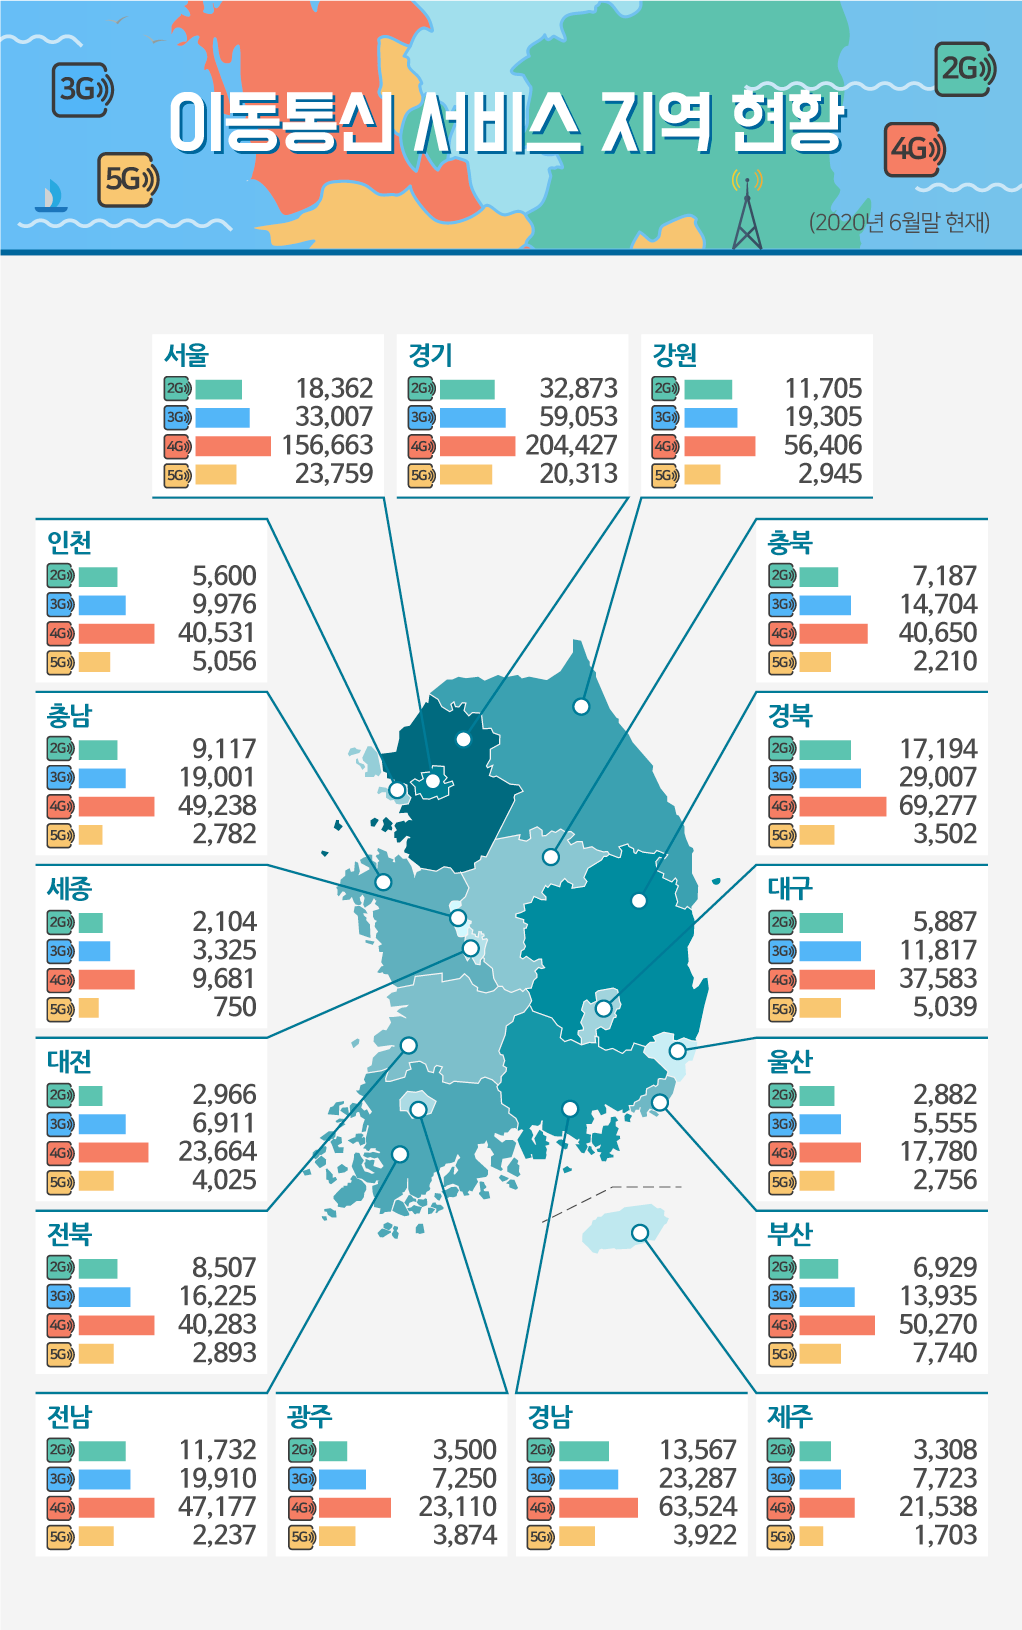 3G
2G
이동통신 서비스 지역 현황
4G
5G
(2020년 6월말 현재)
서울
2G 18,362
3G 33,007
4G 156,663
5G 23,759
경기
2G 32,873
3G 59,053
4G 204,427
5G 20,313
강원
2G 11,705
3G 19,305
4G 56,406
5G 2,945
인천
2G 5,600
3G 9,976
4G 40,531
5G 5,056
충북
2G 7,187
3G 14,704
4G 40,650
5G 2,210
충남
2G 9,117
3G 19,001
4G 49,238
5G 2,782
경북
2G 17,194
3G 29,007
4G 69,277
5G 3,502
세종
2G 2,104
3G 3,325
4G 9,681
5G 750
대구
2G 5,887
3G 11,817
4G 37,583
5G 5,039
대전
2G 2,966
3G 6,911
4G 23,664
5G 4,025
울산
2G 2,882
3G 5,555
4G 17,780
5G 2,756
전북
2G 8,507
3G 16,225
4G 40,283
5G 2,893
부산
2G 6,929
3G 13,935
4G 50,270
5G 7,740
전남
2G 11,732
3G 19,910
4G 47,177
5G 2,237
광주
2G 3,500
3G 7,250
4G 23,110
5G 3,874
경남
2G 13,567
3G 23,287
4G 63,524
5G 3,922
제주
2G 3,308
3G 7,723
4G 21,538
5G 1,703